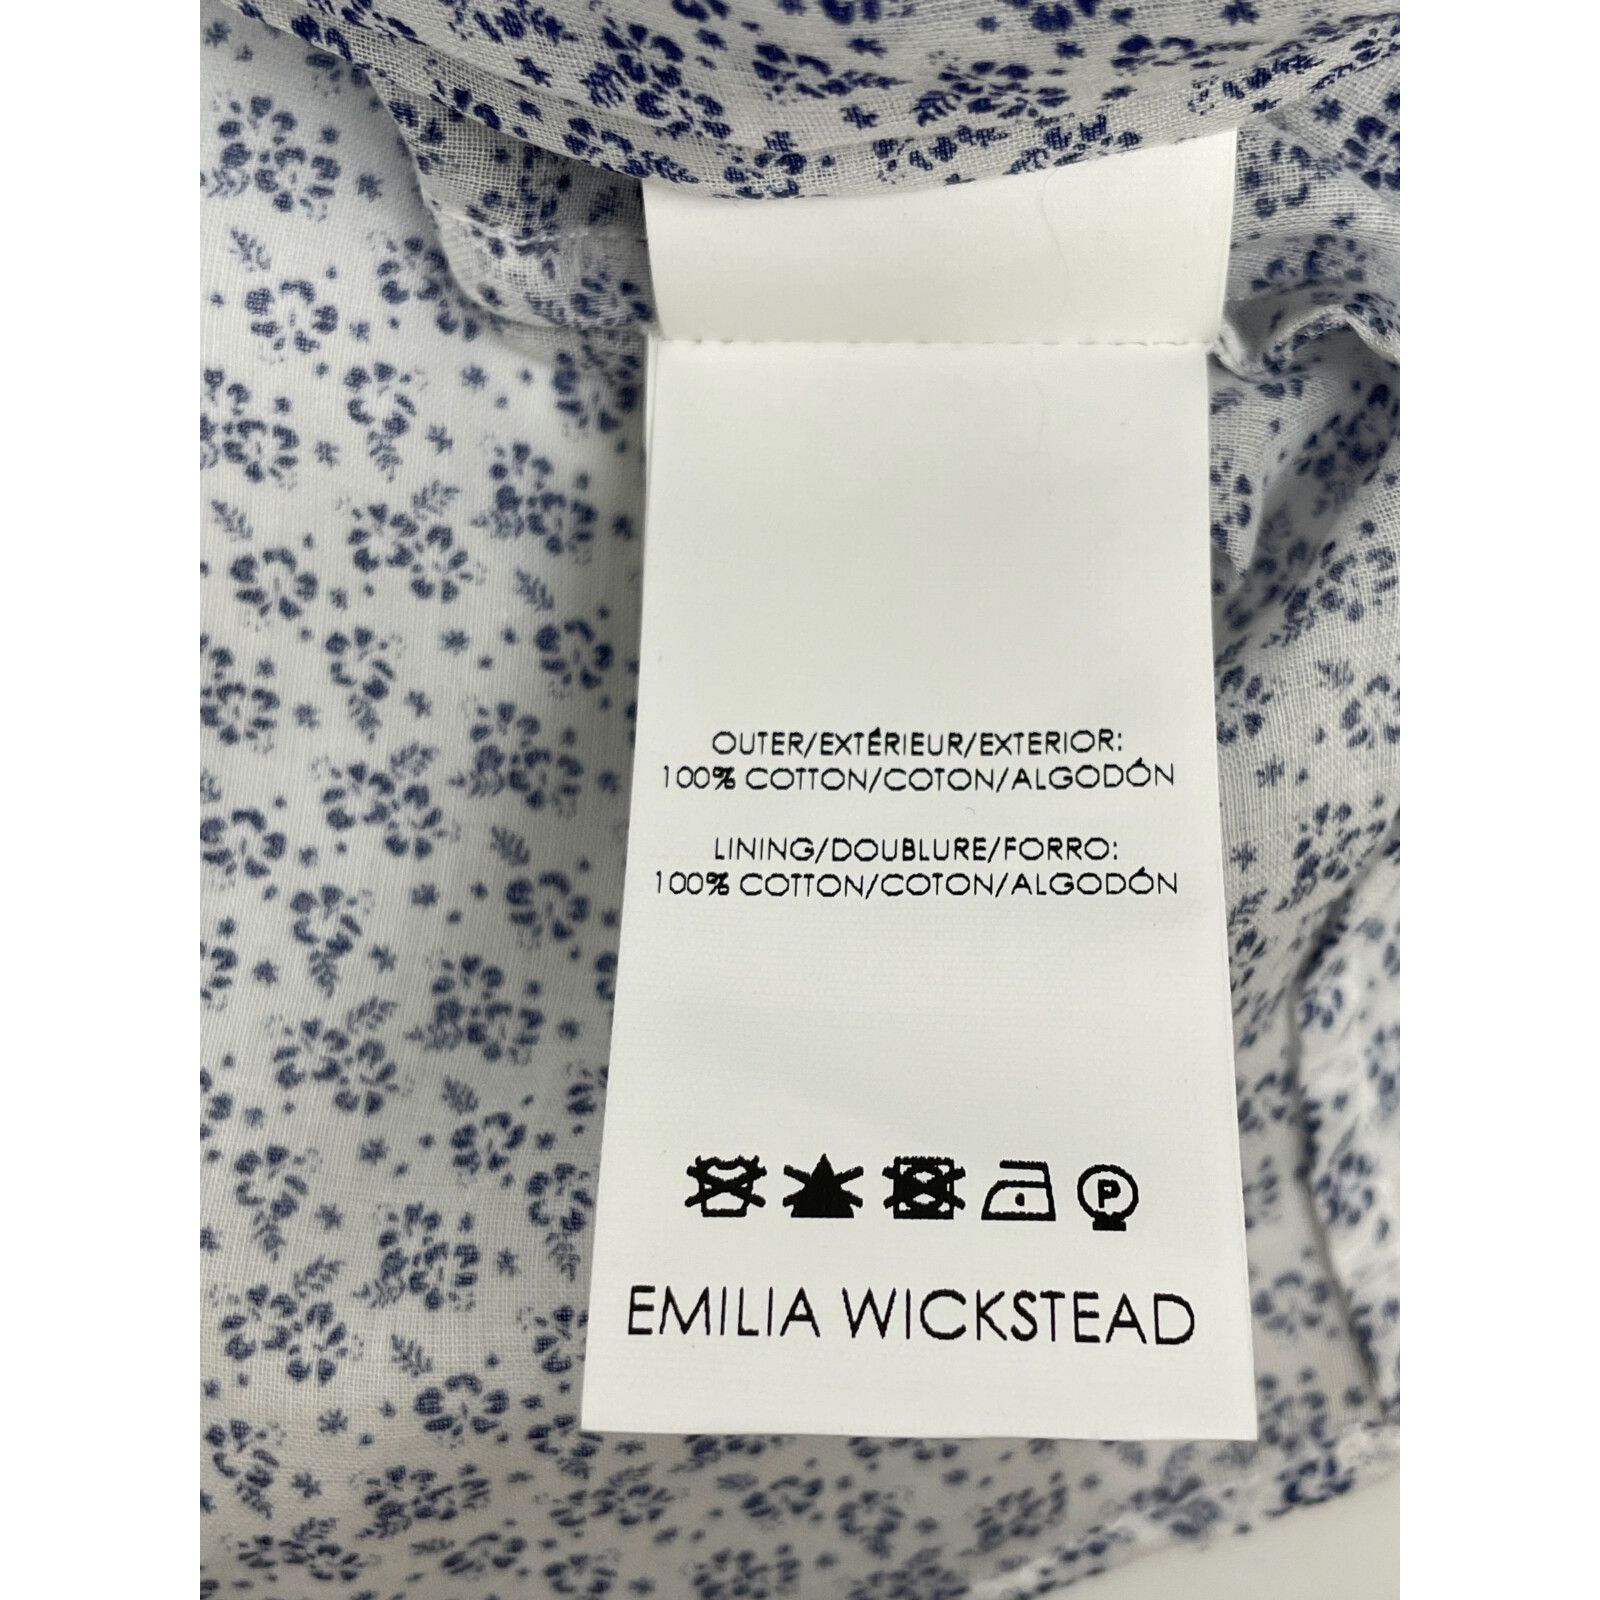 OUTER/EXTÉRIEUR/EXTERIOR:
100% COTTON/COTON/ALGODÓN
LINING/DOUBLURE/FORRO:
100% COTTON/COTON/ALGODÓN
P
EMILIA WICKSTEAD